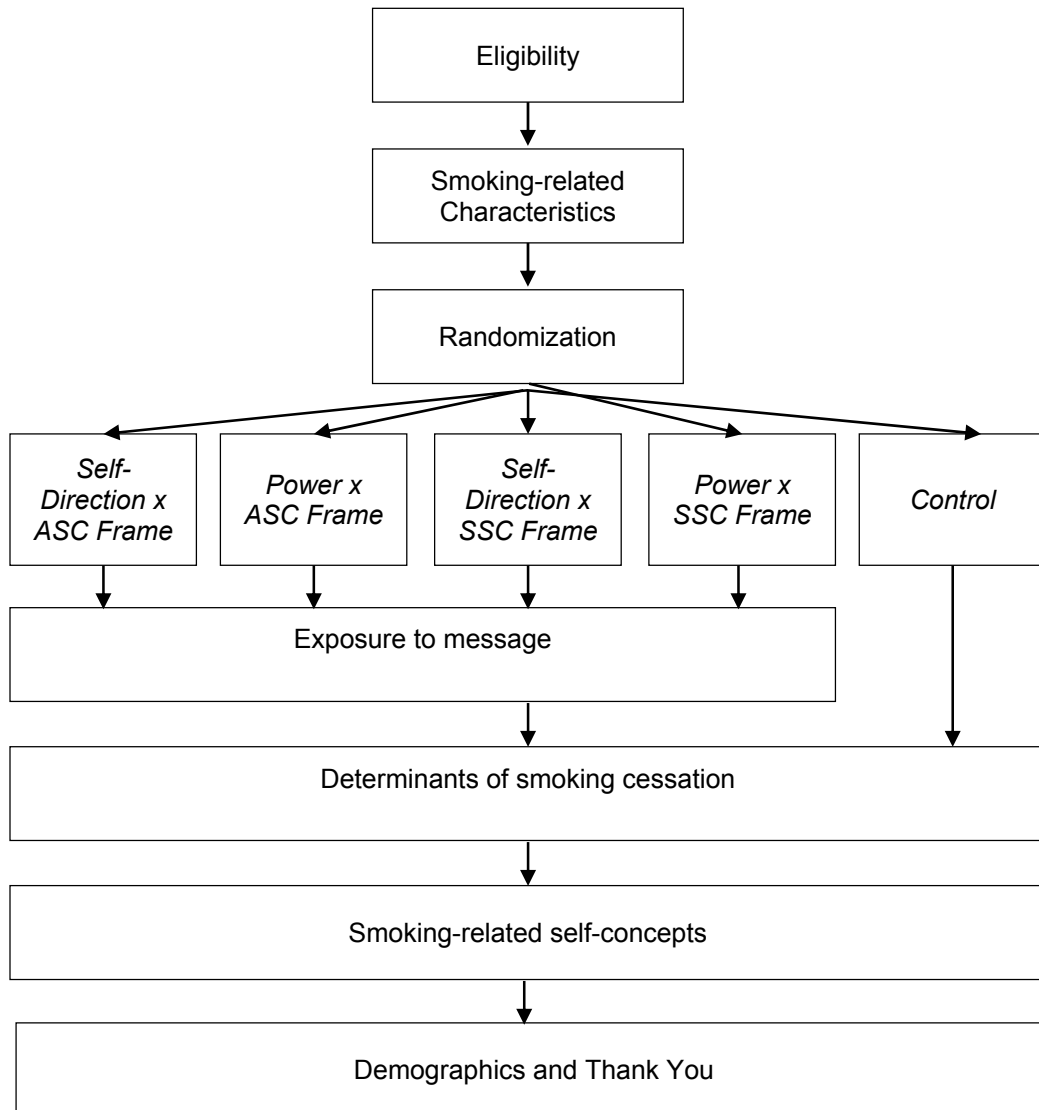 Eligibility
Smoking-related
Characteristics
Randomization
Self-
Direction x
ASC Frame
Power x
ASC Frame
Self-
Direction x
SSC Frame
Power x
SSC Frame
Control
Exposure to message
Determinants of smoking cessation
Smoking-related self-concepts
Demographics and Thank You